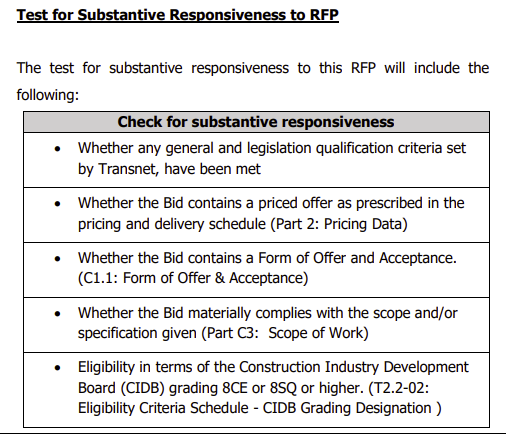 Test for Substantive Responsiveness to RFP
The test for substantive responsiveness to this RFP will include the
following:
Check for substantive responsiveness
• Whether any general and legislation qualification criteria set
by Transnet, have been met
• Whether the Bid contains a priced offer as prescribed in the
pricing and delivery schedule (Part 2: Pricing Data)
• Whether the Bid contains a Form of Offer and Acceptance.
(C1.1: Form of Offer & Acceptance)
• Whether the Bid materially complies with the scope and/or
specification given (Part C3:  Scope of Work)
• Eligibility in terms of the Construction Industry Development
Board (CIDB) grading 8CE or 8SQ or higher. (T2.2-02:
Eligibility Criteria Schedule - CIDB Grading Designation )